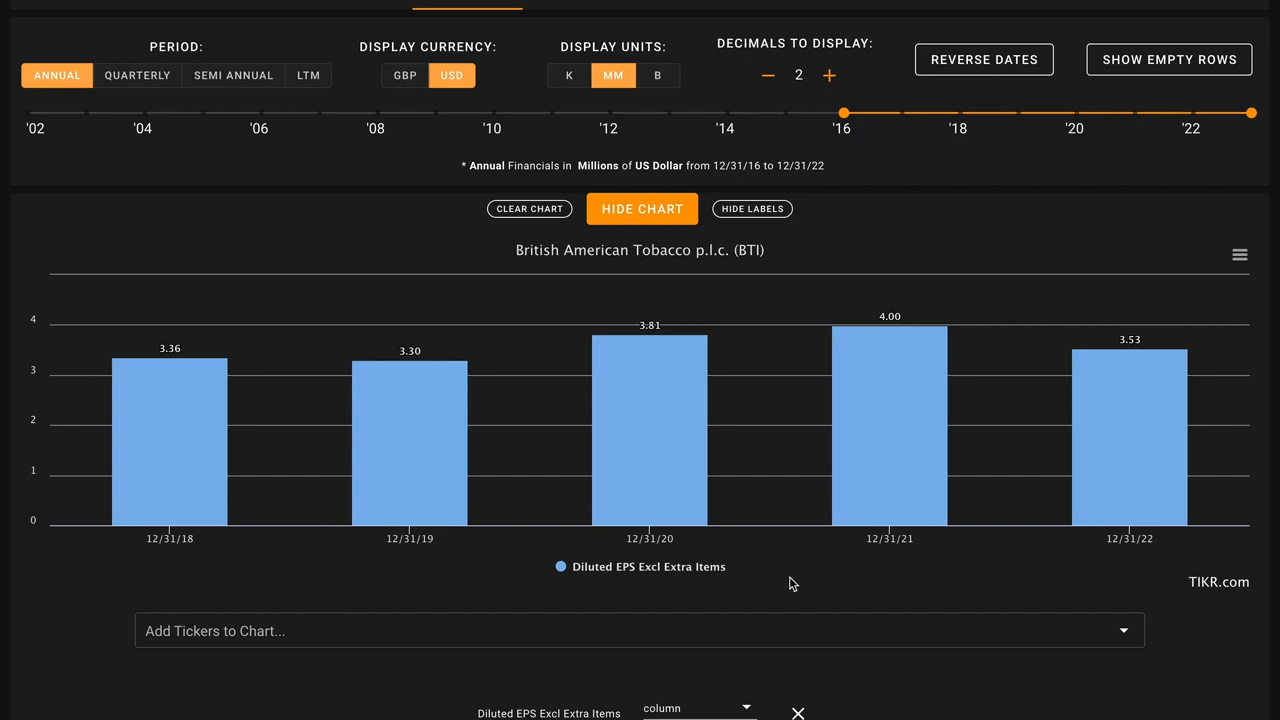 PERIOD: DISPLAY CURRENCY: DISPLAY UNITS: DECIMALS TO DISPLAY:
ANNUAL QUARTERLY SEMI ANNUAL LTM GBP USD K MM B 2 REVERSE DATES SHOW EMPTY ROWS
'02 '04 '06 '08 '10 '12 '14 '16 '18 '20 '22
* Annual Financials in Millions of US Dollar from 12/31/16 to 12/31/22
CLEAR CHART HIDE CHART HIDE LABELS
British American Tobacco p.l.c. (BTI)
4
3
2
1
0
3.36
3.30
3.81
4.00
3.53
12/31/18 12/31/19 12/31/20 12/31/21 12/31/22
Diluted EPS Excl Extra Items
TIKR.com
Add Tickers to Chart...
Diluted EPS Excl Extra Items column